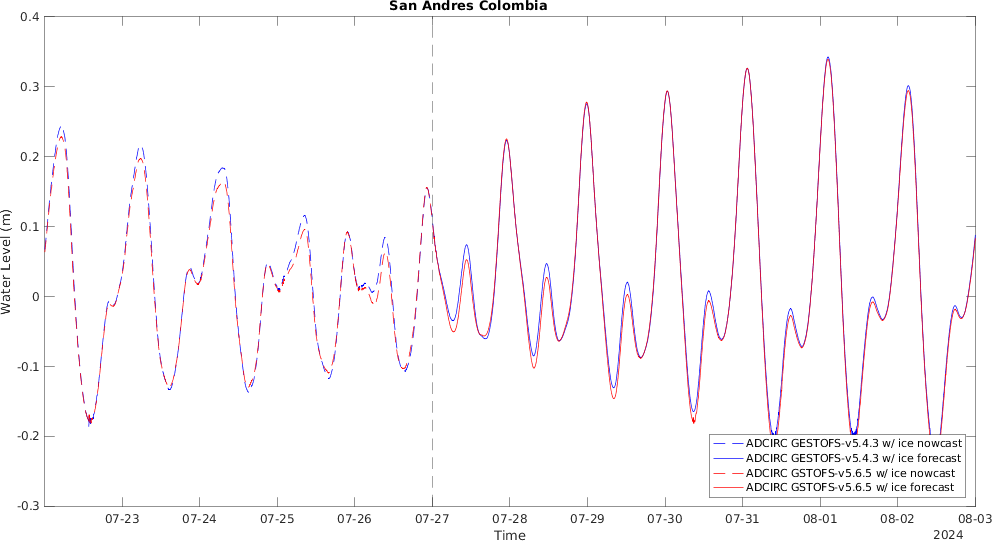 San Andres Colombia
Water Level (m)
0.4
0.3
0.2
0.1
0
-0.1
-0.2
-0.3
ADCIRC GESTOFS-v5.4.3 w/ ice nowcast
ADCIRC GESTOFS-v5.4.3 w/ ice forecast
ADCIRC GSTOFS-v5.6.5 w/ ice nowcast
ADCIRC GSTOFS-v5.6.5 w/ ice forecast
07-23 07-24 07-25 07-26 07-27 07-28 07-29 07-30 07-31 08-01 08-02 08-03
Time
2024